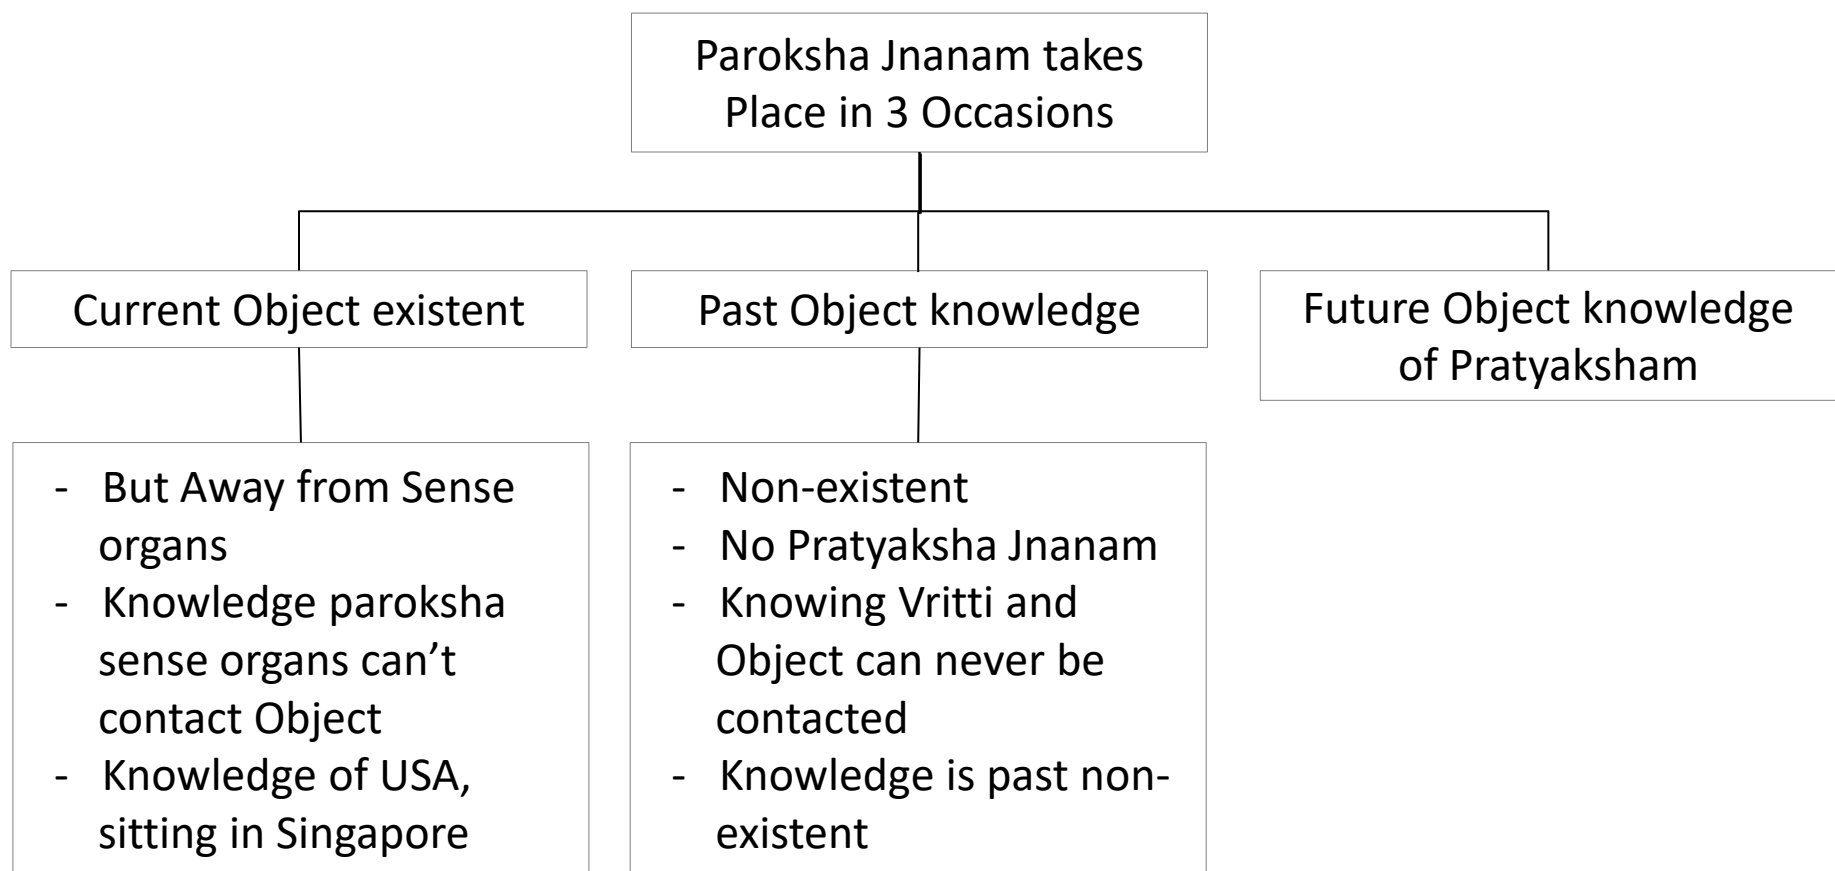 Paroksha Jnanam takes
Place in 3 Occasions
Current Object existent
Past Object knowledge
Future Object knowledge
of Pratyaksham
- But Away from Sense
organs
- Knowledge paroksha
sense organs can’t
contact Object
- Knowledge of USA,
sitting in Singapore
- Non-existent
- No Pratyaksha Jnanam
- Knowing Vritti and
Object can never be
contacted
- Knowledge is past non-
existent